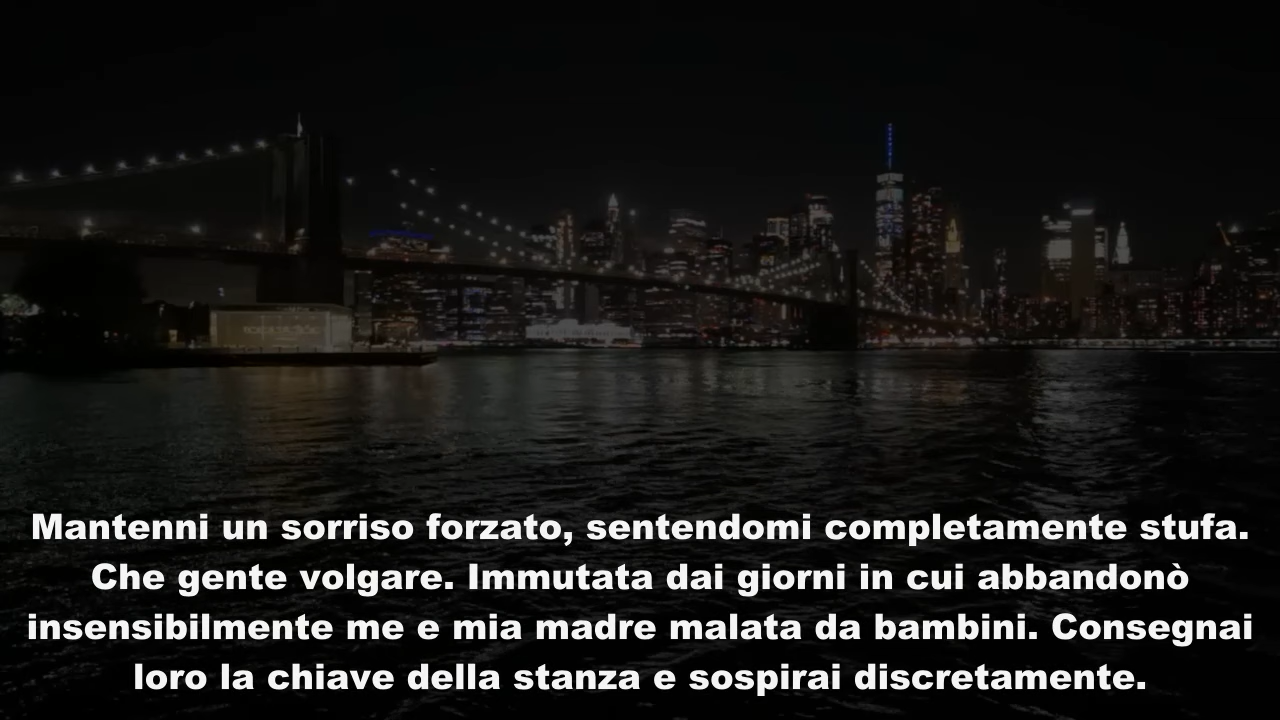 Mantenni un sorriso forzato, sentendomi completamente stufa.
Che gente volgare. Immutata dai giorni in cui abbandonò
insensibilmente me e mia madre malata da bambini. Consegnai
loro la chiave della stanza e sospirai discretamente.